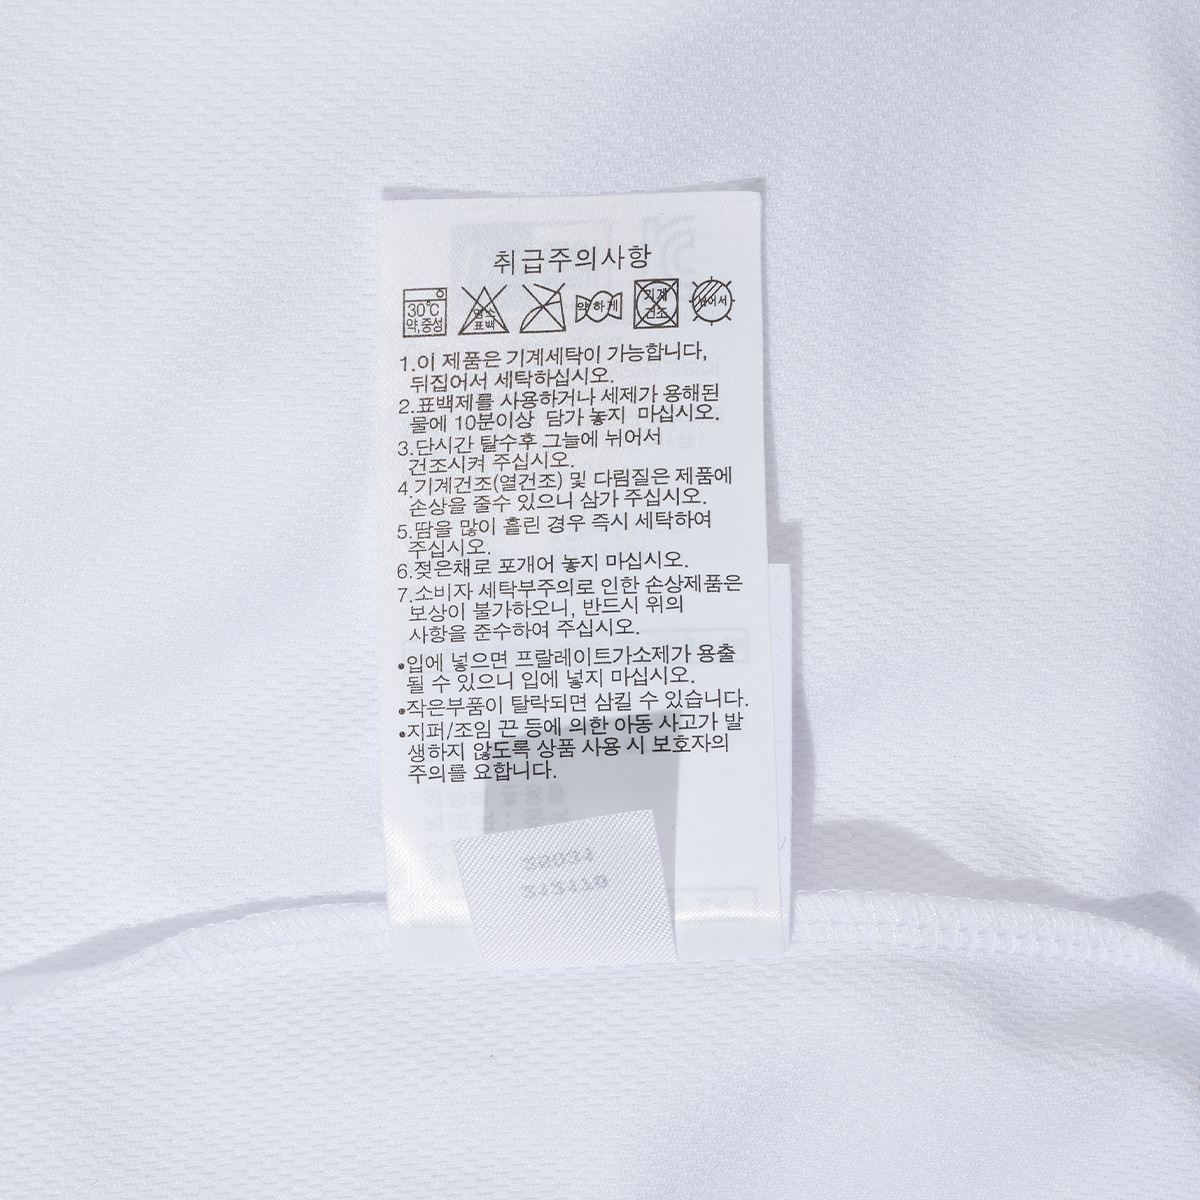 취급주의사항
30℃ 약,중성 염소 표백 약하게 기계 건조 뉘어서
1.이 제품은 기계세탁이 가능합니다,
뒤집어서 세탁하십시오.
2.표백제를 사용하거나 세제가 용해된
물에 10분이상 담가 놓지 마십시오.
3.단시간 탈수후 그늘에 뉘어서
건조시켜 주십시오.
4.기계건조(열건조) 및 다림질은 제품에
손상을 줄수 있으니 삼가 주십시오.
5.땀을 많이 흘린 경우 즉시 세탁하여
주십시오.
6.젖은채로 포개어 놓지 마십시오.
7.소비자 세탁부주의로 인한 손상제품은
보상이 불가하오니, 반드시 위의
사항을 준수하여 주십시오.
•입에 넣으면 프탈레이트가소제가 용출
될 수 있으니 입에 넣지 마십시오.
•작은부품이 탈락되면 삼킬 수 있습니다.
•지퍼/조임 끈 등에 의한 아동 사고가 발
생하지 않도록 상품 사용 시 보호자의
주의를 요합니다.